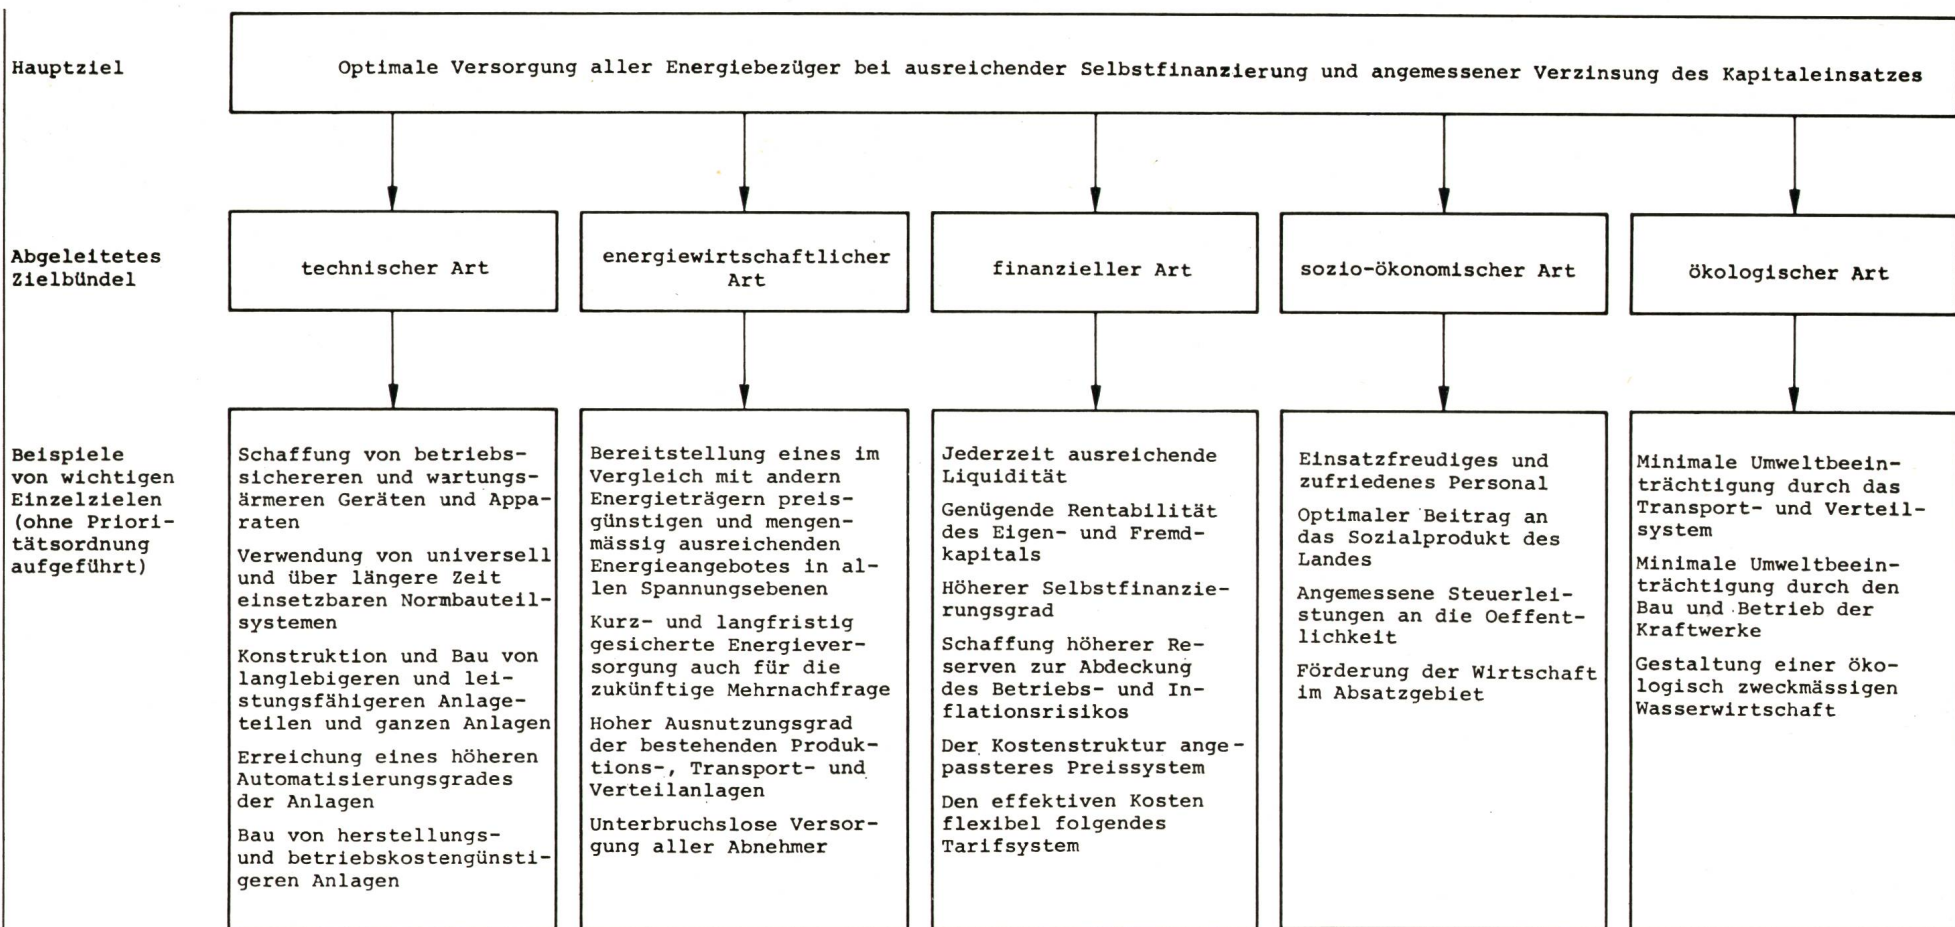 Hauptziel
Optimale Versorgung aller Energiebezüger bei ausreichender Selbstfinanzierung und angemessener Verzinsung des Kapitaleinsatzes
Abgeleitetes
Zielbündel
technischer Art
energiewirtschaftlicher
Art
finanzieller Art
sozio-ökonomischer Art
ökologischer Art
Beispiele
von wichtigen
Einzelzielen
(ohne Priori-
tätsordnung
aufgeführt)
Schaffung von betriebs-
sichereren und wartungs-
ärmeren Geräten und Appa-
raten
Verwendung von universell
und über längere Zeit
einsetzbaren Normbauteil-
systemen
Konstruktion und Bau von
langlebigeren und lei-
stungsfähigeren Anlage-
teilen und ganzen Anlagen
Erreichung eines höheren
Automatisierungsgrades
der Anlagen
Bau von herstellungs-
und betriebskostengünsti-
geren Anlagen
Bereitstellung eines im
Vergleich mit andern
Energieträgern preis-
günstigen und mengen-
mässig ausreichenden
Energieangebotes in al-
len Spannungsebenen
Kurz- und langfristig
gesicherte Energiever-
sorgung auch für die
zukünftige Mehrnachfrage
Hoher Ausnutzungsgrad
der bestehenden Produk-
tions-, Transport- und
Verteilanlagen
Unterbruchslose Versor-
gung aller Abnehmer
Jederzeit ausreichende
Liquidität
Genügende Rentabilität
des Eigen- und Fremd-
kapitals
Höherer Selbstfinanzie-
rungsgrad
Schaffung höherer Re-
serven zur Abdeckung
des Betriebs- und In-
flationsrisikos
Der Kostenstruktur ange-
passteres Preissystem
Den effektiven Kosten
flexibel folgendes
Tarifsystem
Einsatzfreudiges und
zufriedenes Personal
Optimaler Beitrag an
das Sozialprodukt des
Landes
Angemessene Steuerlei-
stungen an die Oeffent-
lichkeit
Förderung der Wirtschaft
im Absatzgebiet
Minimale Umweltbeein-
trächtigung durch das
Transport- und Verteil-
system
Minimale Umweltbeein-
trächtigung durch den
Bau und Betrieb der
Kraftwerke
Gestaltung einer öko-
logisch zweckmässigen
Wasserwirtschaft